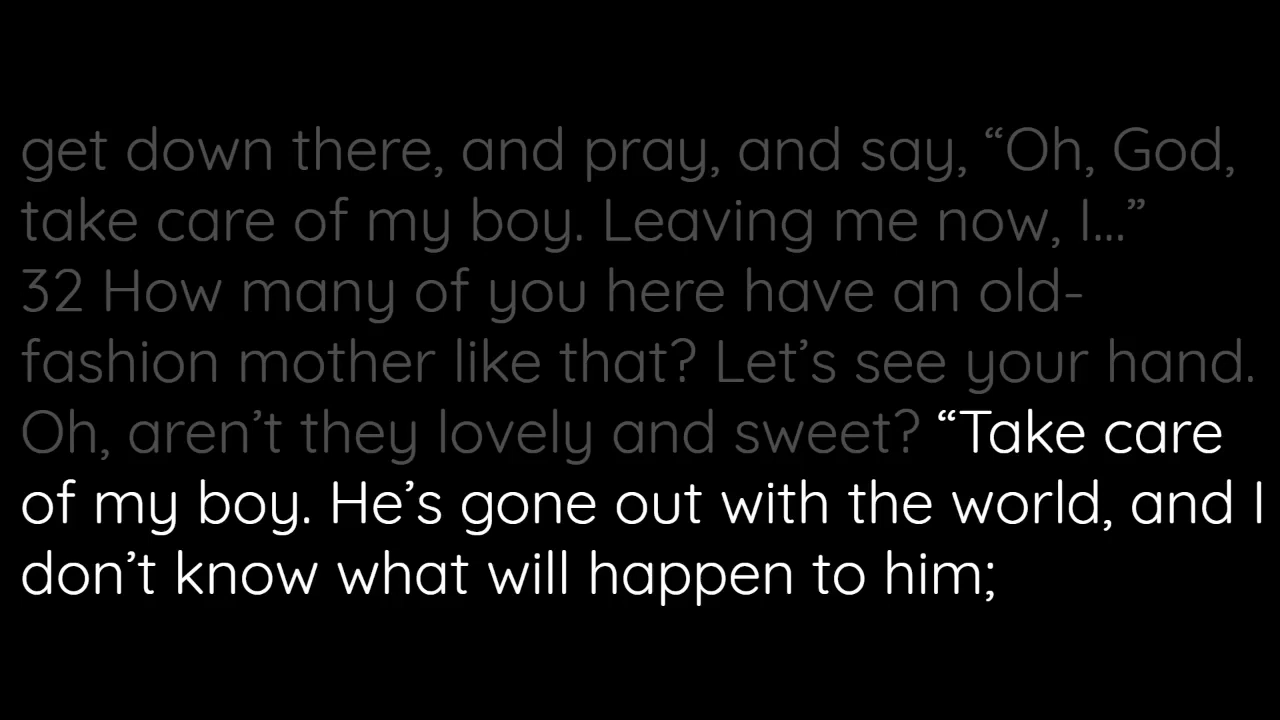 get down there, and pray, and say, “Oh, God,
take care of my boy. Leaving me now, I...”
32 How many of you here have an old-
fashion mother like that? Let’s see your hand.
Oh, aren’t they lovely and sweet? “Take care
of my boy. He’s gone out with the world, and I
don’t know what will happen to him;